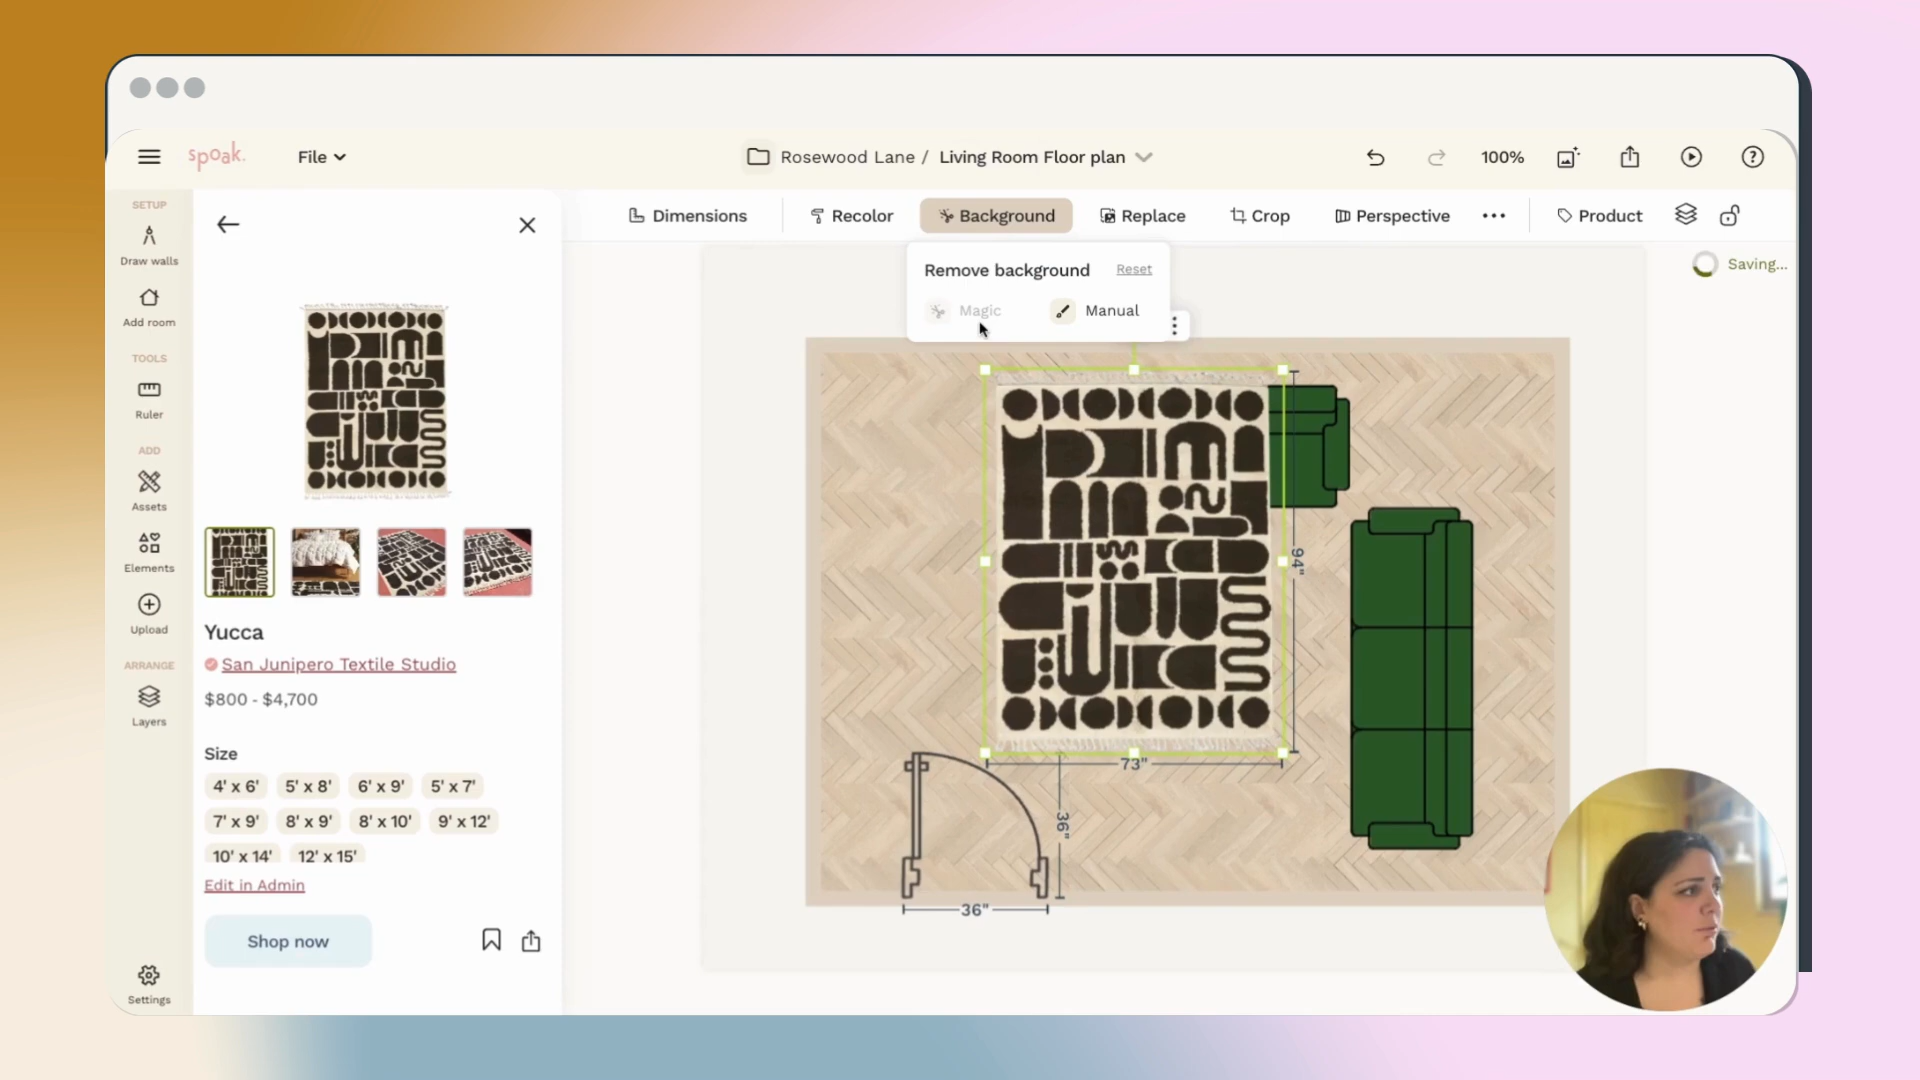 spoak.
File
Rosewood Lane / Living Room Floor plan
100%
SETUP
Draw walls
Add room
TOOLS
Ruler
ADD
Assets
Elements
Upload
ARRANGE
Layers
Settings
Yucca
San Junipero Textile Studio
$800 - $4,700
Size
4' x 6' 5' x 8' 6' x 9' 5' x 7'
7' x 9' 8' x 9' 8' x 10' 9' x 12'
10' x 14' 12' x 15'
Edit in Admin
Shop now
Dimensions Recolor Background Replace Crop Perspective Product
Saving...
Remove background Reset
Magic Manual
94"
73"
36"
36"